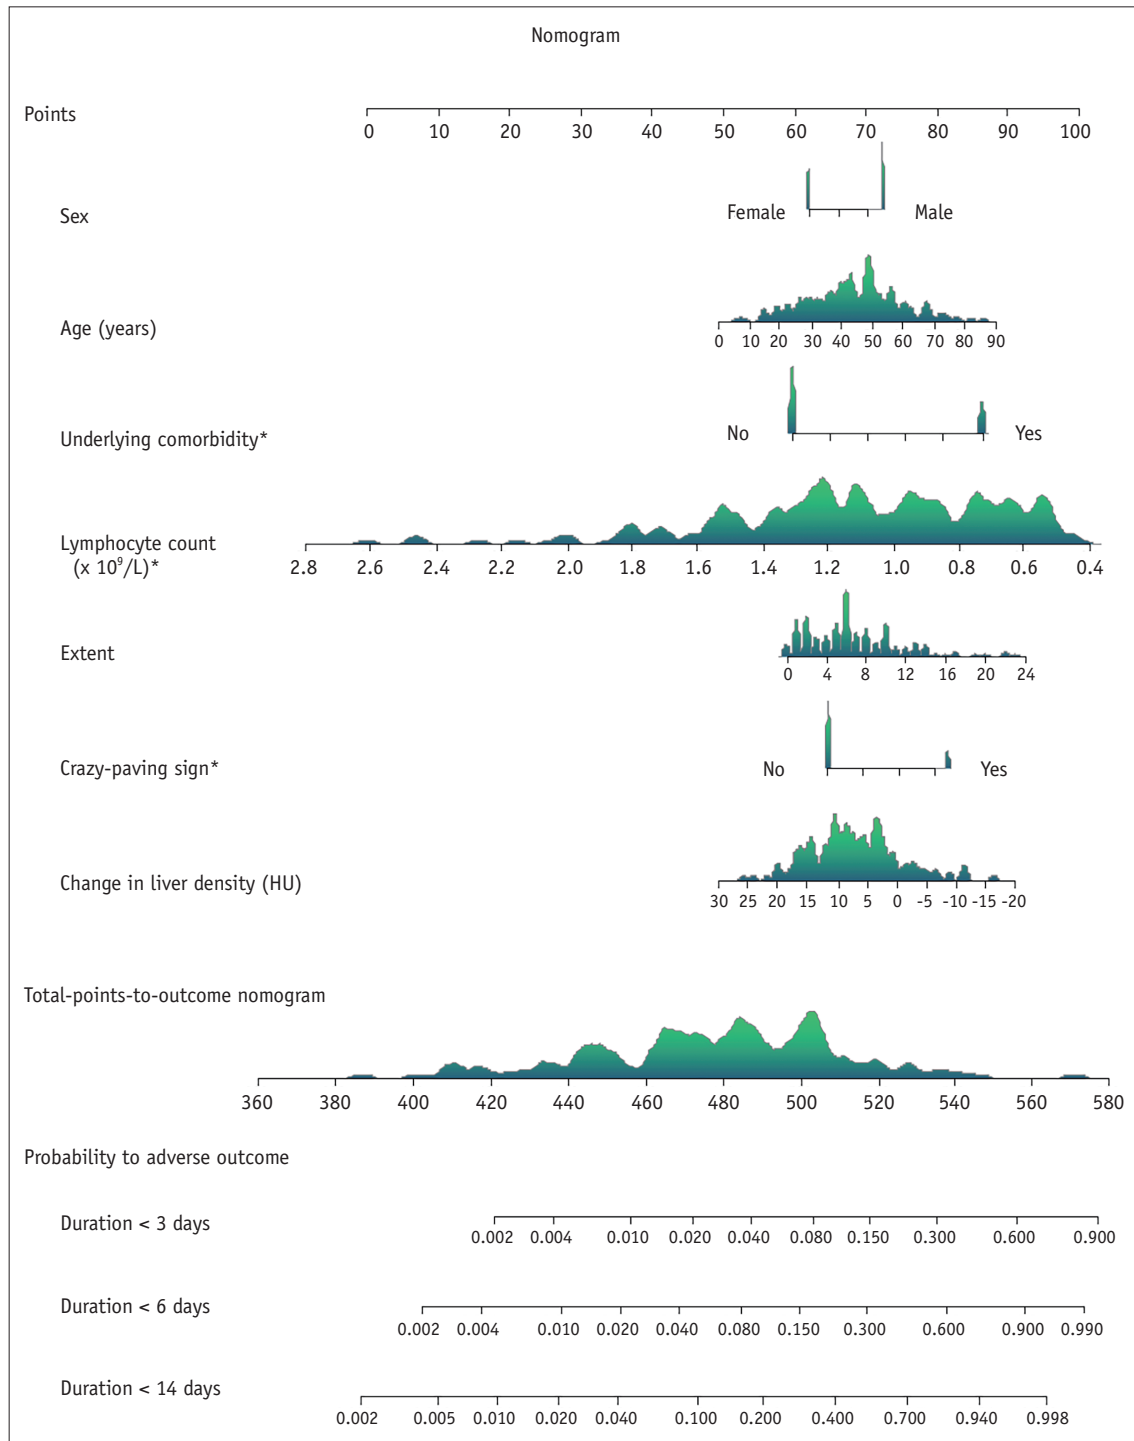 Nomogram
Points
0 10 20 30 40 50 60 70 80 90 100
Sex
Female Male
Age (years)
0 10 20 30 40 50 60 70 80 90
Underlying comorbidity*
No Yes
Lymphocyte count
(x 10⁹/L)*
2.8 2.6 2.4 2.2 2.0 1.8 1.6 1.4 1.2 1.0 0.8 0.6 0.4
Extent
0 4 8 12 16 20 24
Crazy-paving sign*
No Yes
Change in liver density (HU)
30 25 20 15 10 5 0 -5 -10 -15 -20
Total-points-to-outcome nomogram
360 380 400 420 440 460 480 500 520 540 560 580
Probability to adverse outcome
Duration < 3 days
0.002 0.004 0.010 0.020 0.040 0.080 0.150 0.300 0.600 0.900
Duration < 6 days
0.002 0.004 0.010 0.020 0.040 0.080 0.150 0.300 0.600 0.900 0.990
Duration < 14 days
0.002 0.005 0.010 0.020 0.040 0.100 0.200 0.400 0.700 0.940 0.998